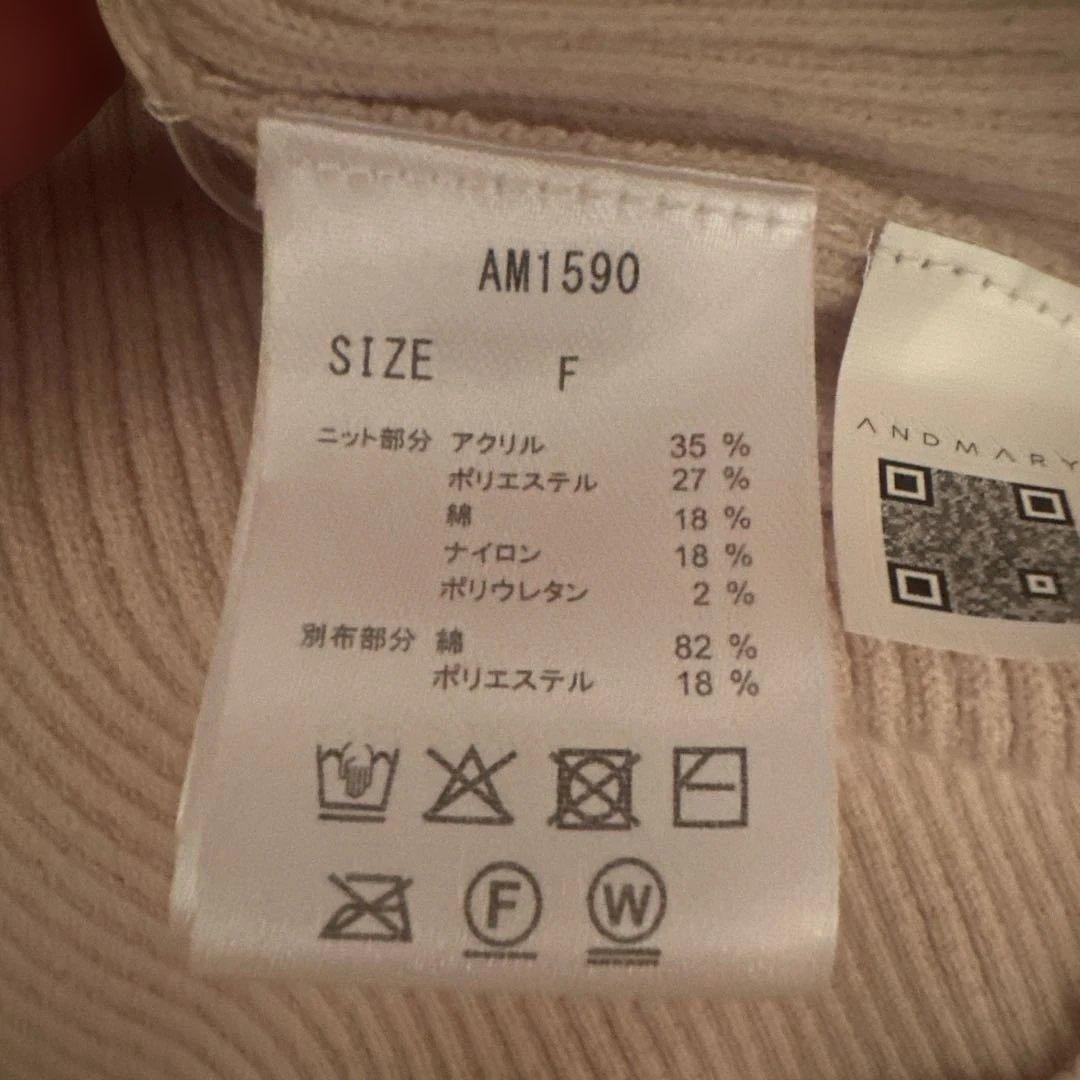 AM1590
SIZE F
ニット部分 アクリル 35 %
ポリエステル 27 %
綿 18 %
ナイロン 18 %
ポリウレタン 2 %
別布部分 綿 82 %
ポリエステル 18 %
F W
ANDMARY